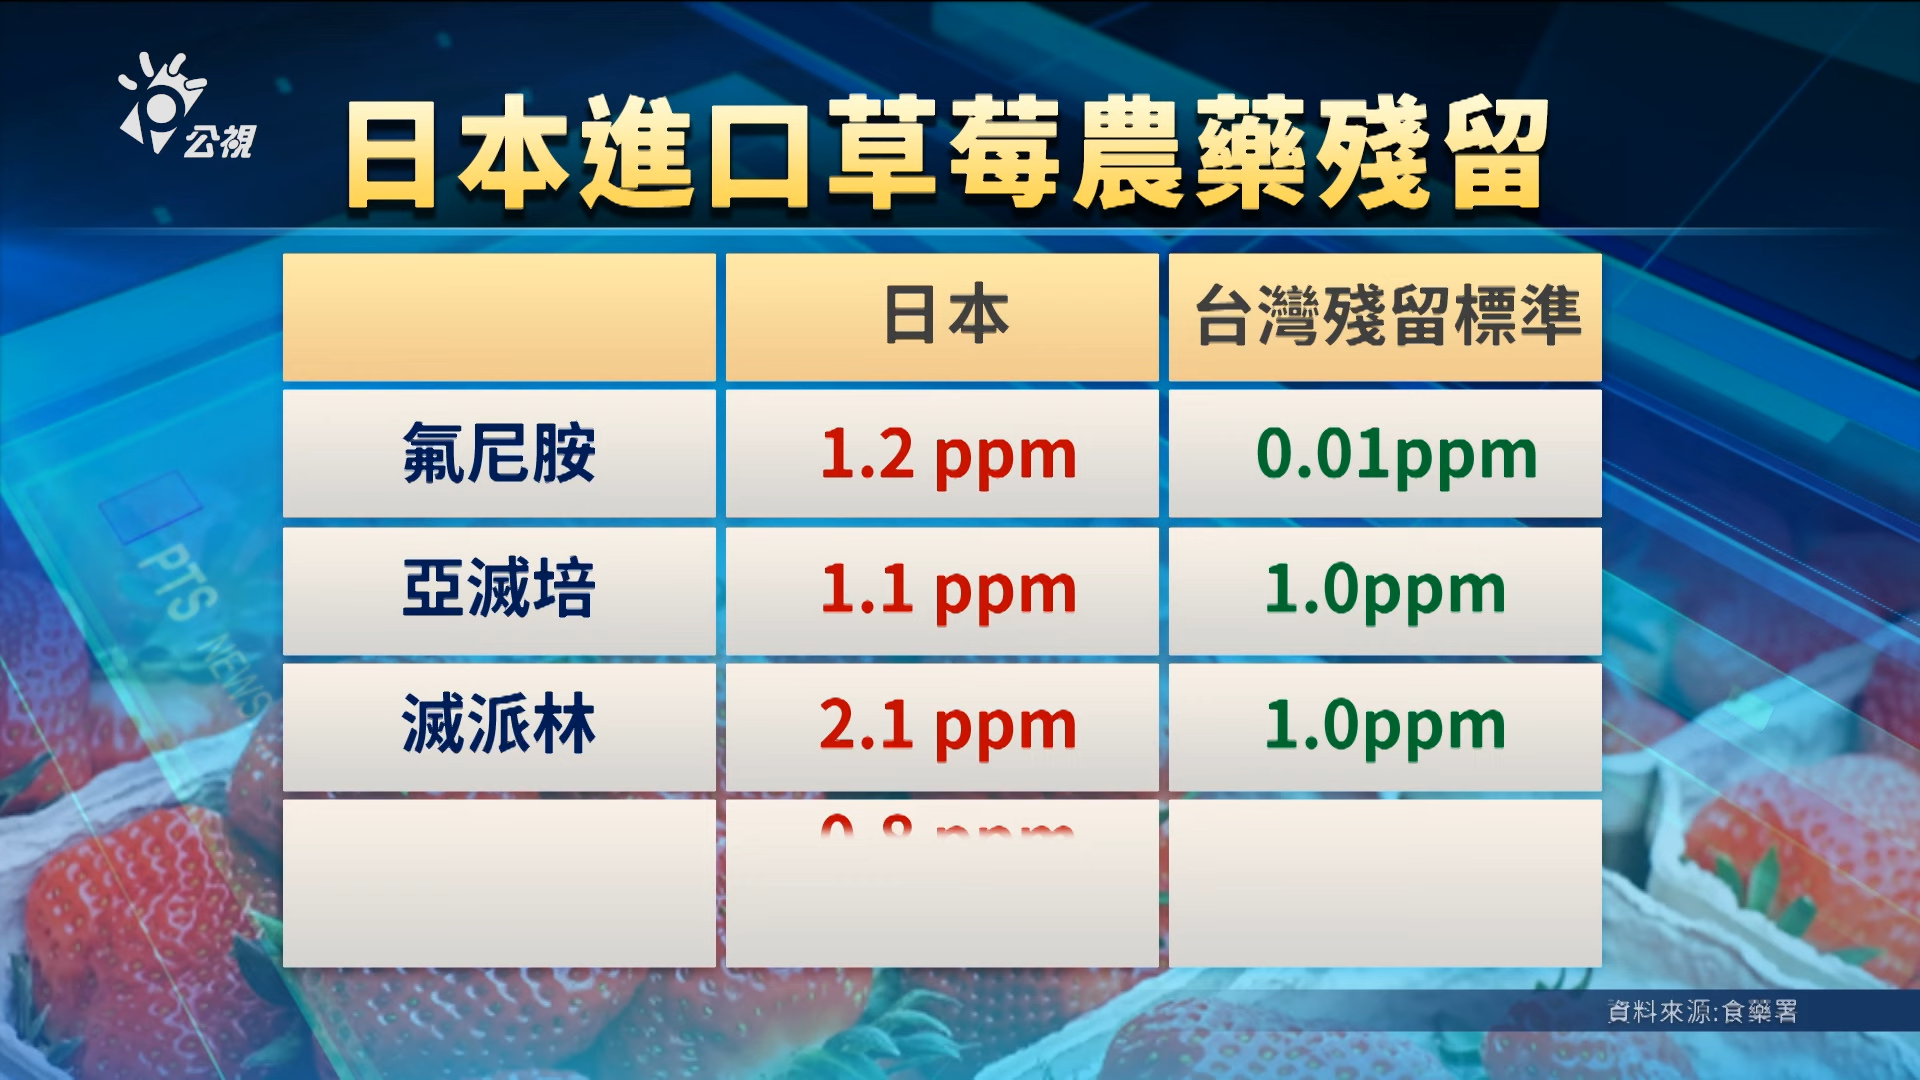 公視
日本進口草莓農藥殘留
日本 台灣殘留標準
氟尼胺 1.2 ppm 0.01ppm
亞滅培 1.1 ppm 1.0ppm
滅派林 2.1 ppm 1.0ppm
PTS NEWS
資料來源:食藥署